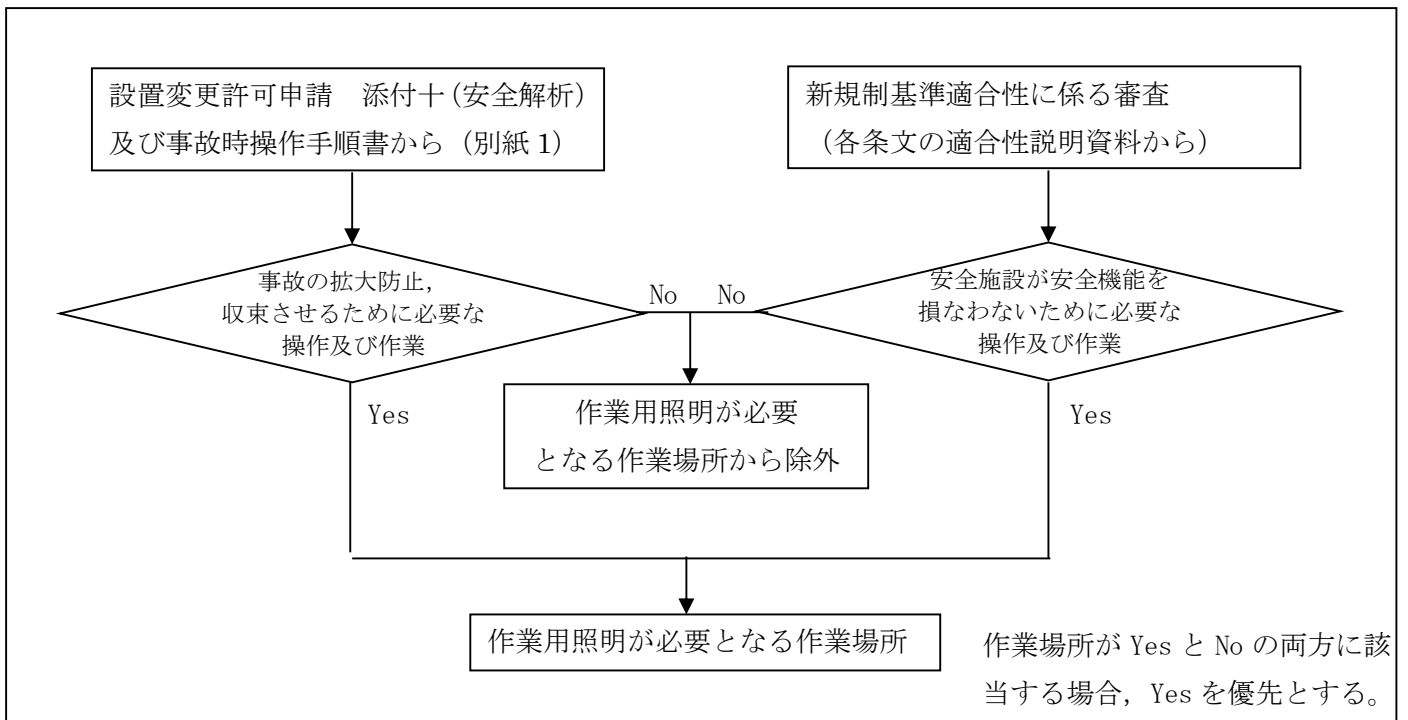 設置変更許可申請　添付十(安全解析)
及び事故時操作手順書から（別紙 1）
新規制基準適合性に係る審査
（各条文の適合性説明資料から）
事故の拡大防止，
収束させるために必要な
操作及び作業
No
No
安全施設が安全機能を
損なわないために必要な
操作及び作業
Yes
作業用照明が必要
となる作業場所から除外
Yes
作業用照明が必要となる作業場所
作業場所が Yes と No の両方に該
当する場合，Yes を優先とする。